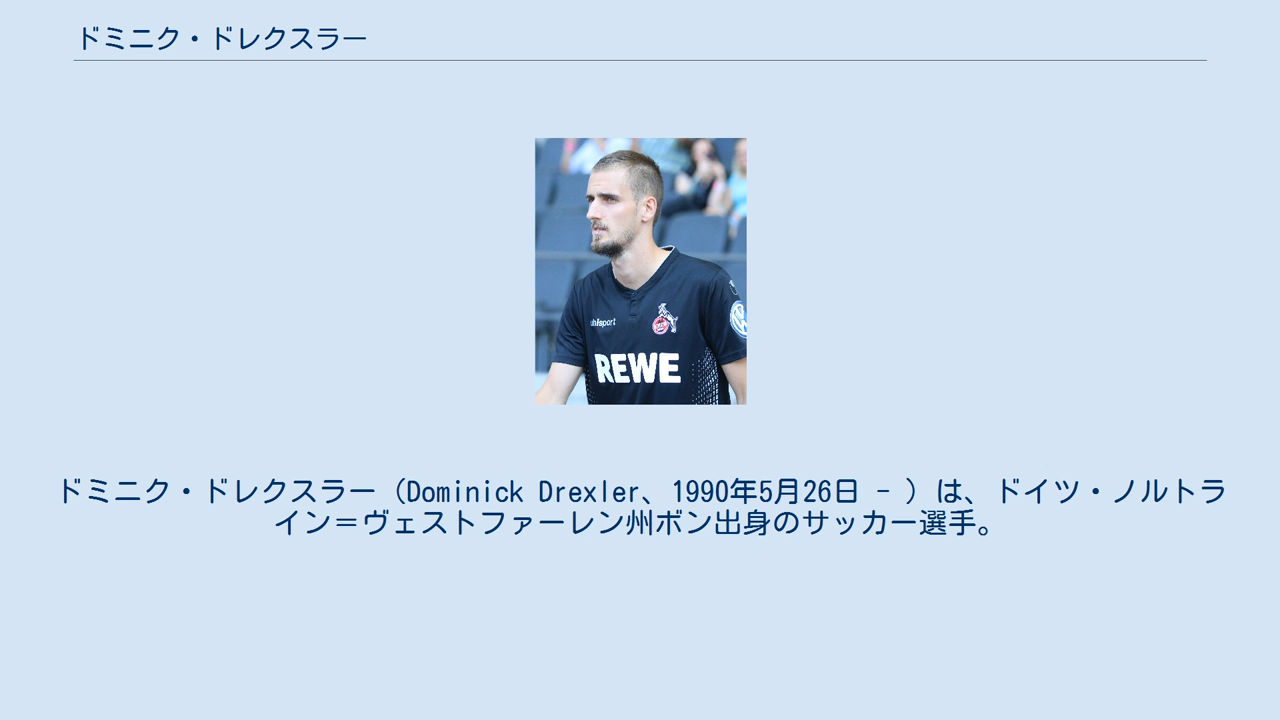 ドミニク・ドレクスラー
uhlsport
REWE
ドミニク・ドレクスラー（Dominick Drexler、1990年5月26日 - ）は、ドイツ・ノルトラ
イン＝ヴェストファーレン州ボン出身のサッカー選手。